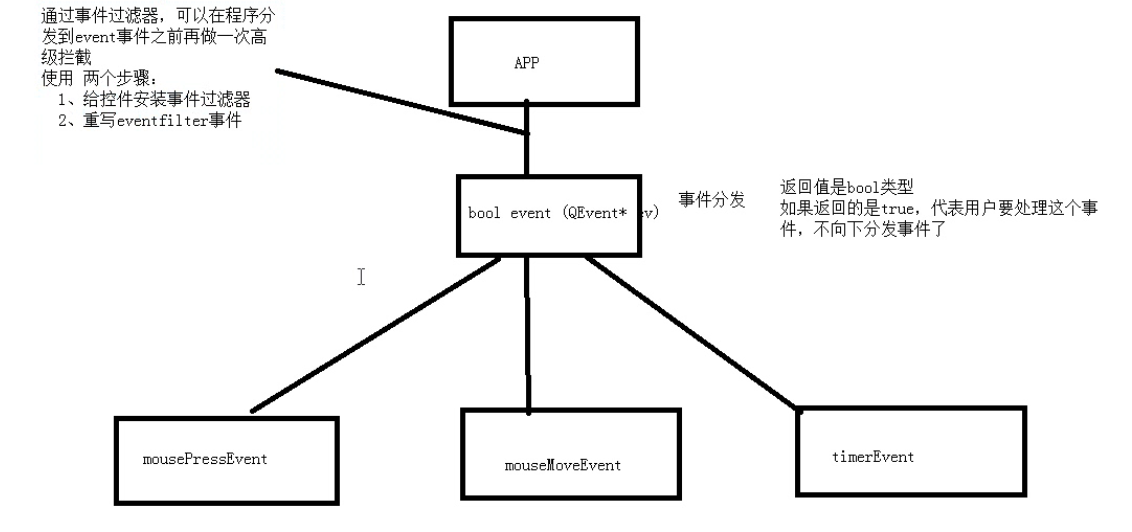 通过事件过滤器，可以在程序分
发到event事件之前再做一次高
级拦截
使用 两个步骤：
1、给控件安装事件过滤器
2、重写eventfilter事件
APP
bool event (QEvent* ev)
事件分发
返回值是bool类型
如果返回的是true，代表用户要处理这个事
件，不向下分发事件了
mousePressEvent
mouseMoveEvent
timerEvent